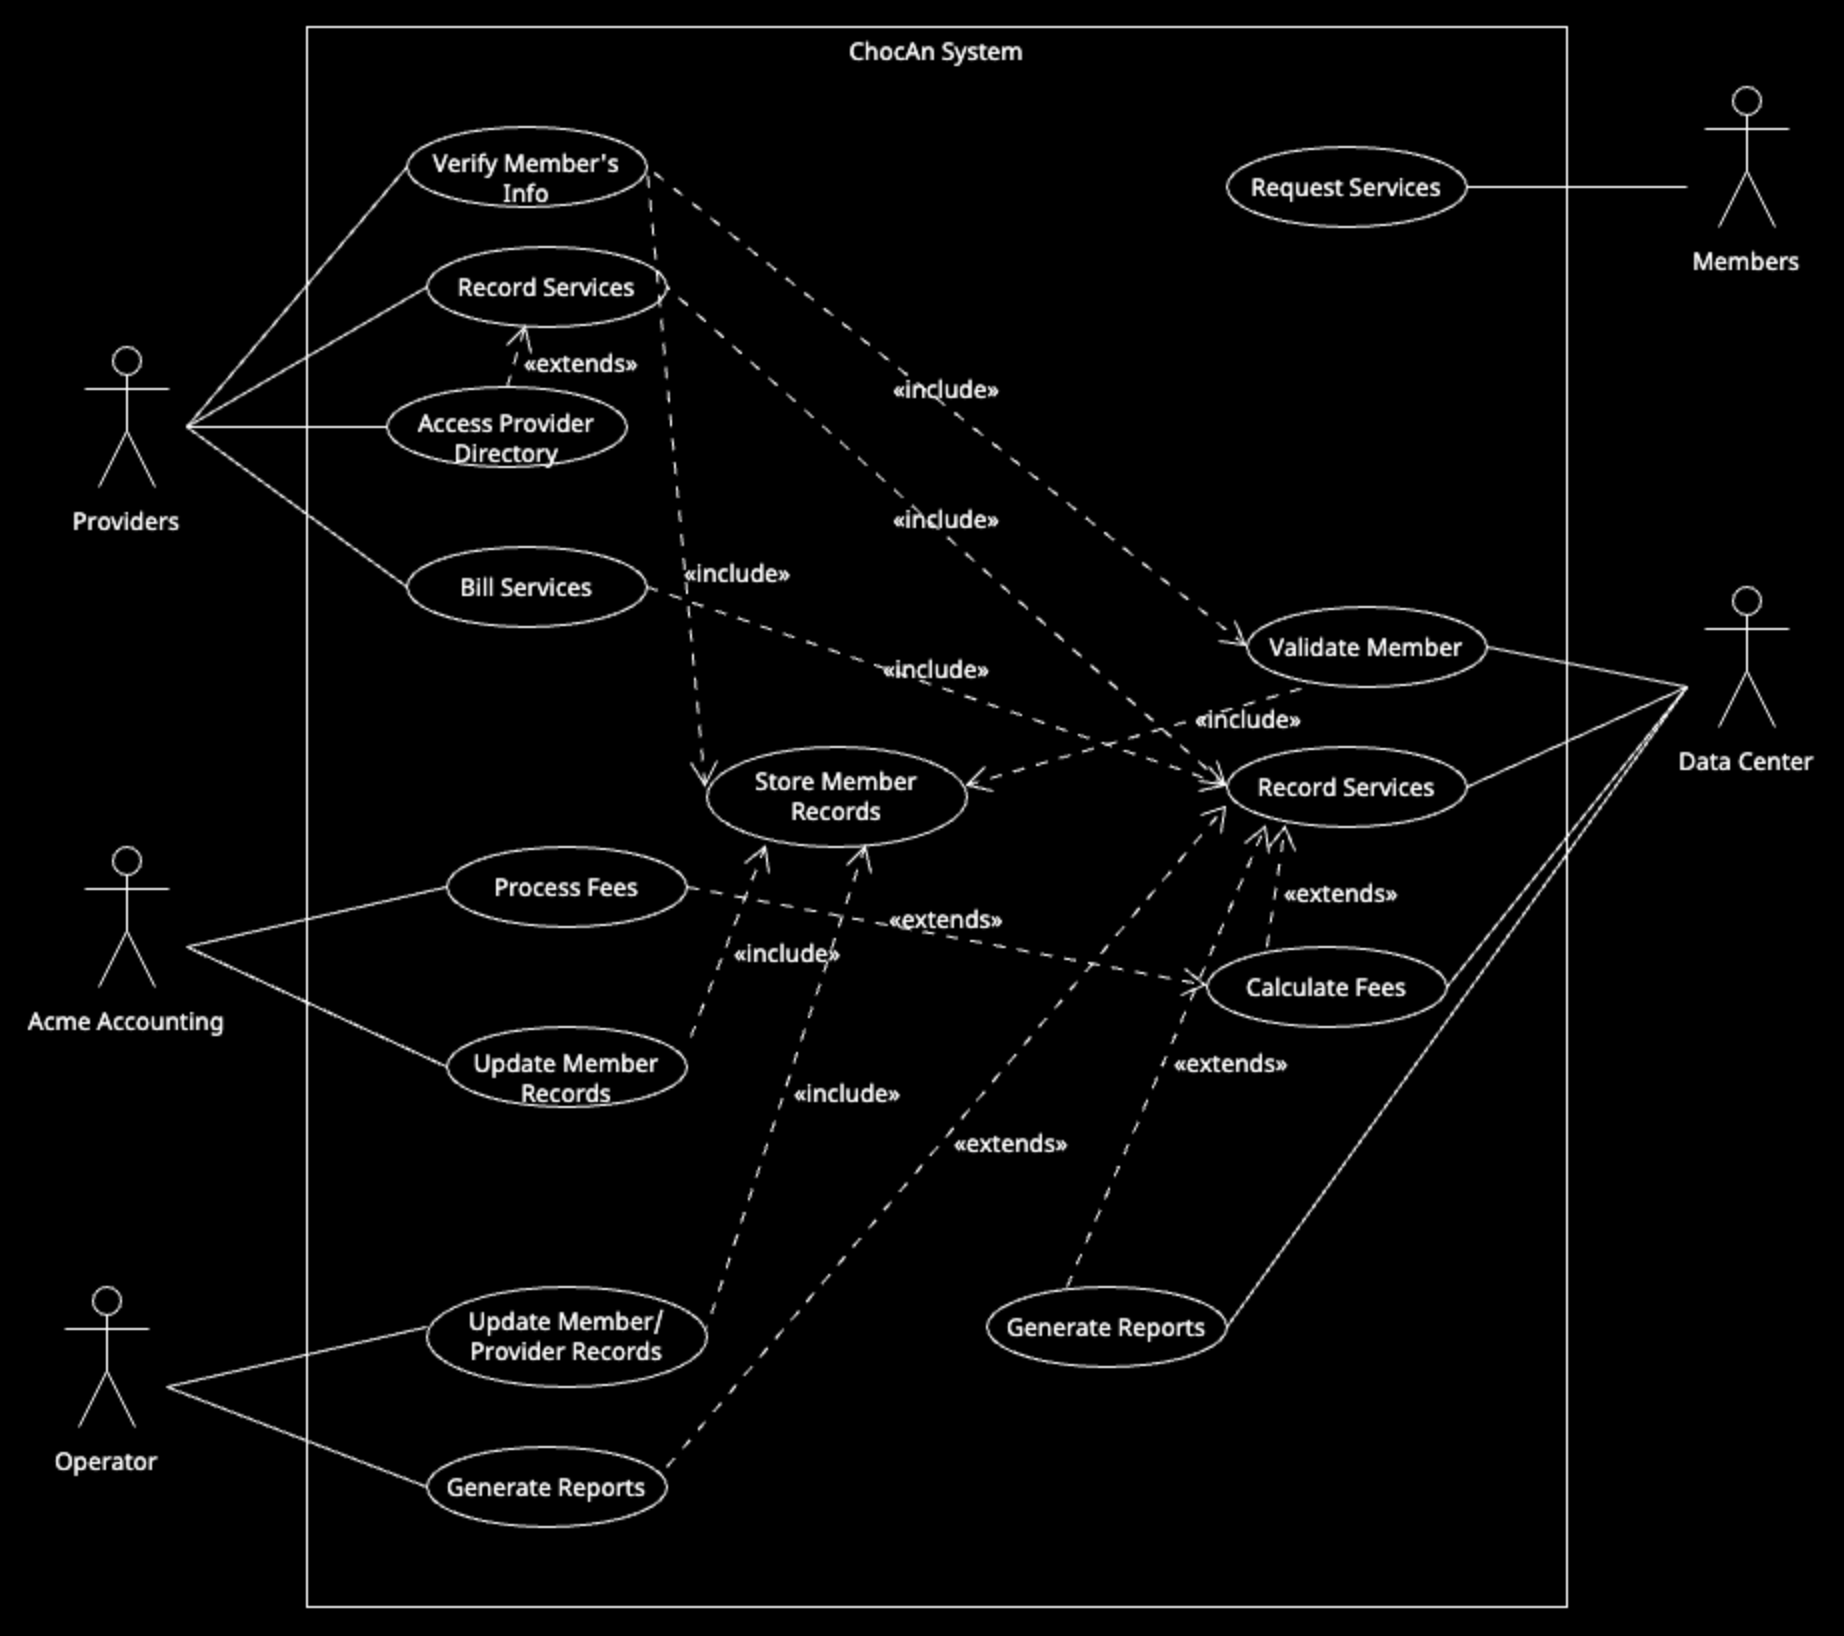 ChocAn System
Verify Member's
Info
Request Services
Members
Record Services
«extends»
Access Provider
Directory
«include»
Providers
«include»
«include»
Bill Services
«include»
Validate Member
«include»
Data Center
Store Member
Records
Record Services
Process Fees
«extends»
«extends»
«include»
Calculate Fees
Acme Accounting
Update Member
Records
«extends»
«include»
«extends»
Update Member/
Provider Records
Generate Reports
Operator
Generate Reports